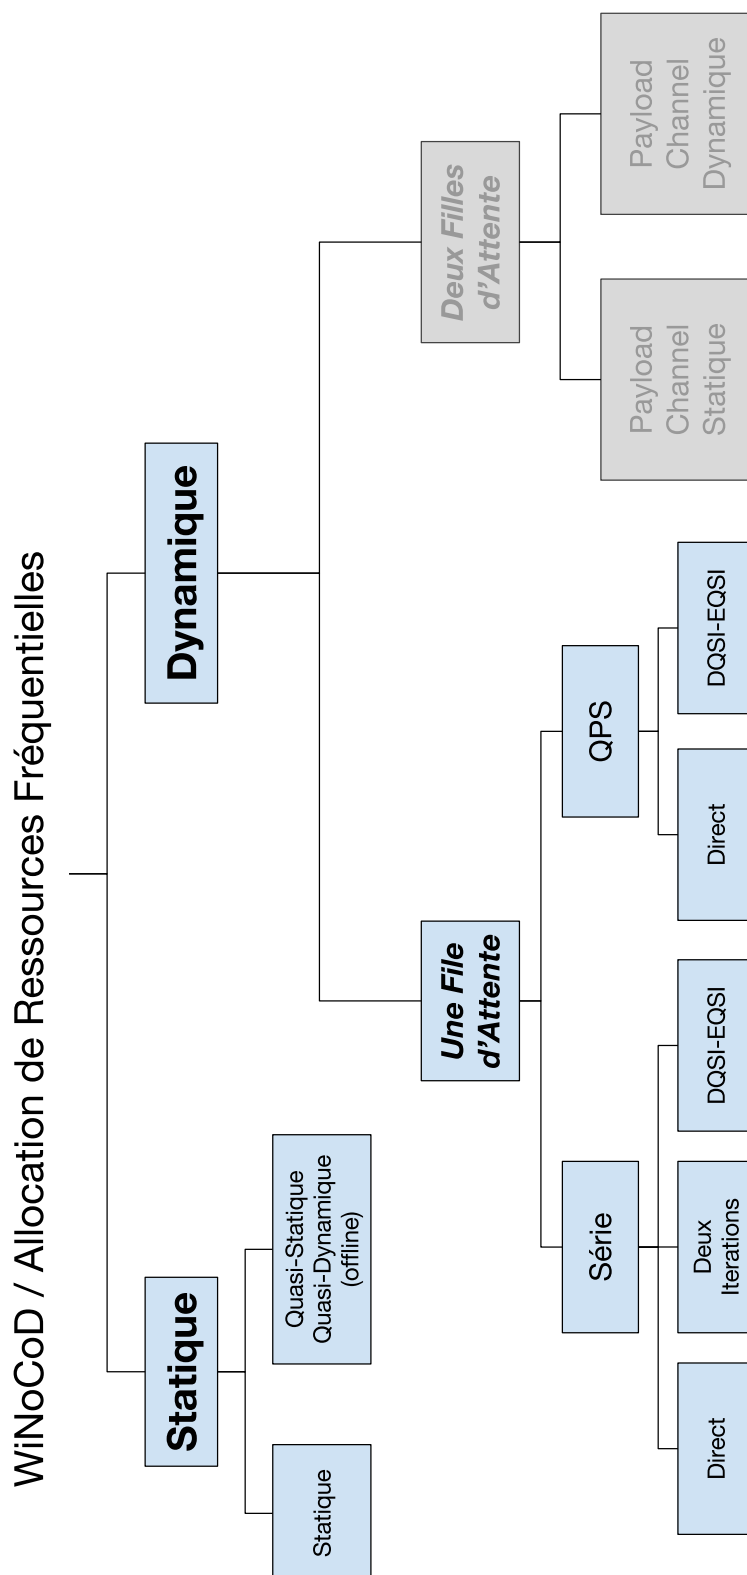 WiNoCoD / Allocation de Ressources Fréquentielles
Statique
Dynamique
Statique
Quasi-Statique
Quasi-Dynamique
(offline)
Une File
d'Attente
Deux Filles
d'Attente
Série
QPS
Payload
Channel
Statique
Payload
Channel
Dynamique
Direct
Deux
Iterations
DQSI-EQSI
Direct
DQSI-EQSI